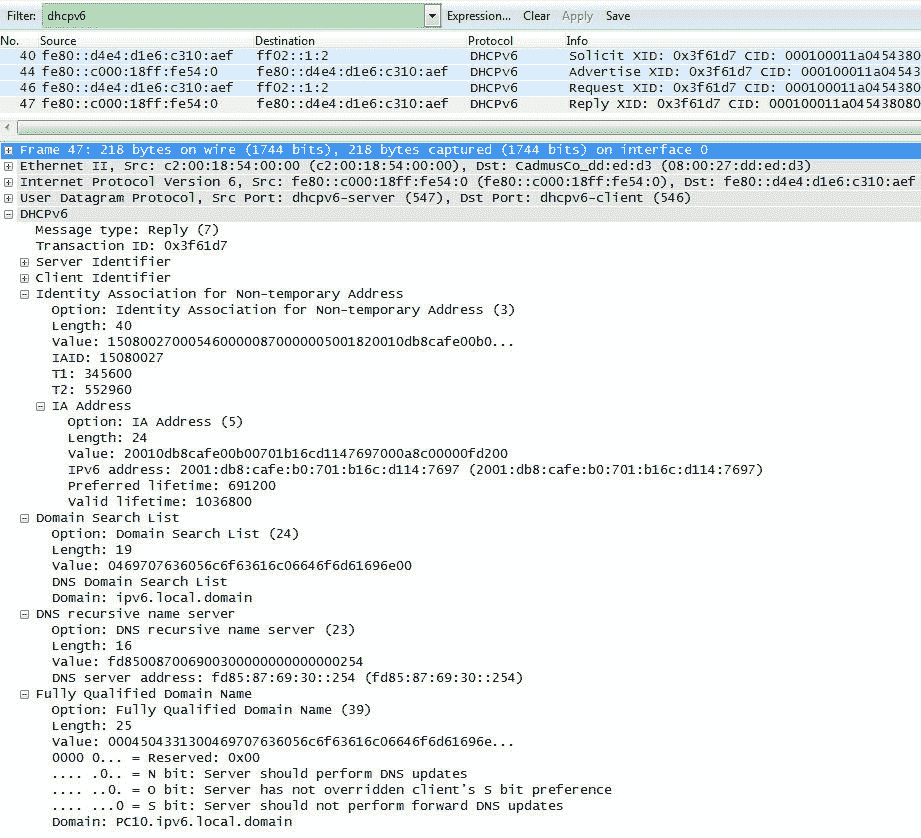 Filter: dhcpv6 Expression... Clear Apply Save
No. Source Destination Protocol Info
40 fe80::d4e4:d1e6:c310:aef ff02::1:2 DHCPv6 Solicit XID: 0x3f61d7 CID: 000100011a0454380
44 fe80::c000:18ff:fe54:0 fe80::d4e4:d1e6:c310:aef DHCPv6 Advertise XID: 0x3f61d7 CID: 000100011a04543
46 fe80::d4e4:d1e6:c310:aef ff02::1:2 DHCPv6 Request XID: 0x3f61d7 CID: 000100011a0454380
47 fe80::c000:18ff:fe54:0 fe80::d4e4:d1e6:c310:aef DHCPv6 Reply XID: 0x3f61d7 CID: 000100011a045438080
Frame 47: 218 bytes on wire (1744 bits), 218 bytes captured (1744 bits) on interface 0
Ethernet II, Src: c2:00:18:54:00:00 (c2:00:18:54:00:00), Dst: CadmusCo_dd:ed:d3 (08:00:27:dd:ed:d3)
Internet Protocol Version 6, Src: fe80::c000:18ff:fe54:0 (fe80::c000:18ff:fe54:0), Dst: fe80::d4e4:d1e6:c310:aef
User Datagram Protocol, Src Port: dhcpv6-server (547), Dst Port: dhcpv6-client (546)
DHCPv6
Message type: Reply (7)
Transaction ID: 0x3f61d7
Server Identifier
Client Identifier
Identity Association for Non-temporary Address
Option: Identity Association for Non-temporary Address (3)
Length: 40
Value: 150800270005460000087000000500182001​0db8cafe00b0...
IAID: 15080027
T1: 345600
T2: 552960
IA Address
Option: IA Address (5)
Length: 24
Value: 20010db8cafe00b00701b16cd1147697000a8c00000fd200
IPv6 address: 2001:db8:cafe:b0:701:b16c:d114:7697 (2001:db8:cafe:b0:701:b16c:d114:7697)
Preferred lifetime: 691200
Valid lifetime: 1036800
Domain Search List
Option: Domain Search List (24)
Length: 19
Value: 0469707636056c6f63616c06646f6d61696e00
DNS Domain Search List
Domain: ipv6.local.domain
DNS recursive name server
Option: DNS recursive name server (23)
Length: 16
Value: fd850087006900300000000000000254
DNS server address: fd85:87:69:30::254 (fd85:87:69:30::254)
Fully Qualified Domain Name
Option: Fully Qualified Domain Name (39)
Length: 25
Value: 0004504331300469707636056c6f63616c06646f6d61696e...
0000 0... = Reserved: 0x00
.... .0.. = N bit: Server should perform DNS updates
.... ..0. = O bit: Server has not overridden client's S bit preference
.... ...0 = S bit: Server should not perform forward DNS updates
Domain: PC10.ipv6.local.domain